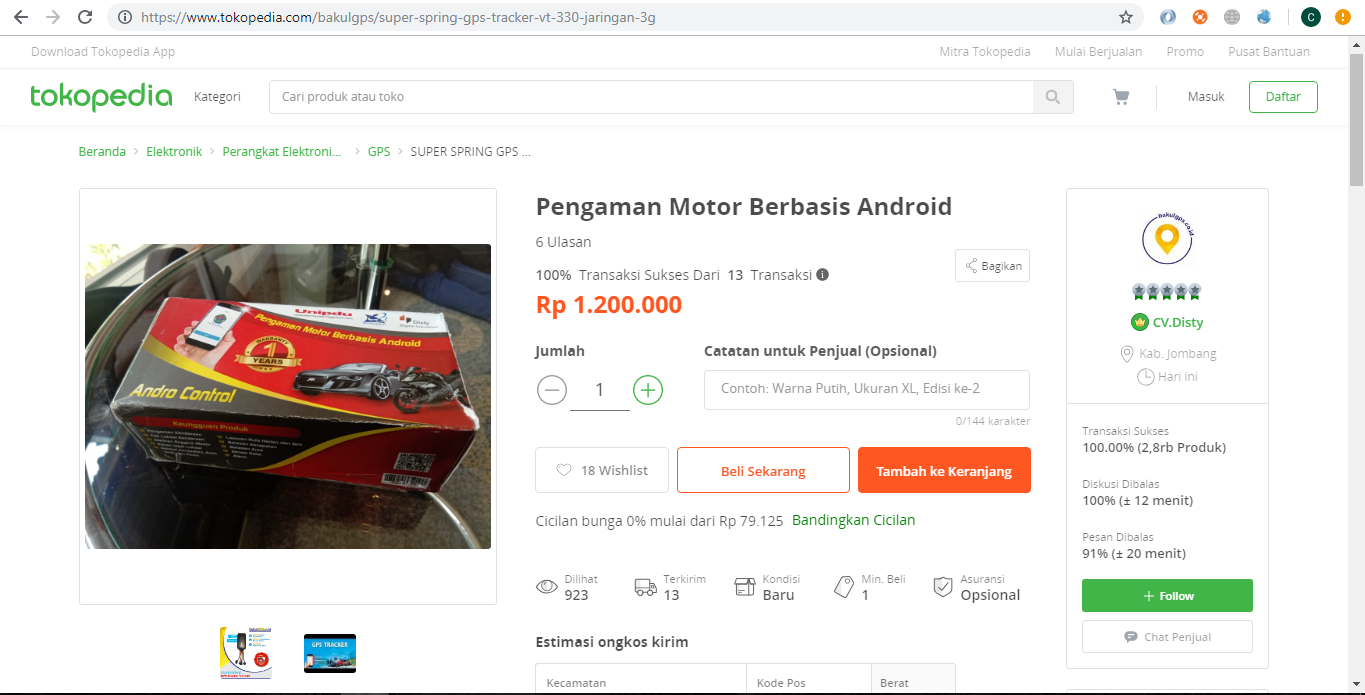 https://www.tokopedia.com/bakulgps/super-spring-gps-tracker-vt-330-jaringan-3g
C
Download Tokopedia App
Mitra Tokopedia Mulai Berjualan Promo Pusat Bantuan
tokopedia Kategori Cari produk atau toko Masuk Daftar
Beranda > Elektronik > Perangkat Elektroni... > GPS > SUPER SPRING GPS ...
Unipdu
Disty
Pengaman Motor Berbasis Android
WARRANTY
1
YEARS
Andro Control
Keungguen Produk
GPS TRACKER
Pengaman Motor Berbasis Android
6 Ulasan
100% Transaksi Sukses Dari 13 Transaksi
Bagikan
Rp 1.200.000
Jumlah
1
Catatan untuk Penjual (Opsional)
Contoh: Warna Putih, Ukuran XL, Edisi ke-2
0/144 karakter
18 Wishlist
Beli Sekarang
Tambah ke Keranjang
Cicilan bunga 0% mulai dari Rp 79.125 Bandingkan Cicilan
Dilihat
923
Terkirim
13
Kondisi
Baru
Min. Beli
1
Asuransi
Opsional
Estimasi ongkos kirim
Kecamatan Kode Pos Berat
bakulgps.co.id
CV.Disty
Kab. Jombang
Hari ini
Transaksi Sukses
100.00% (2,8rb Produk)
Diskusi Dibalas
100% (± 12 menit)
Pesan Dibalas
91% (± 20 menit)
+ Follow
Chat Penjual